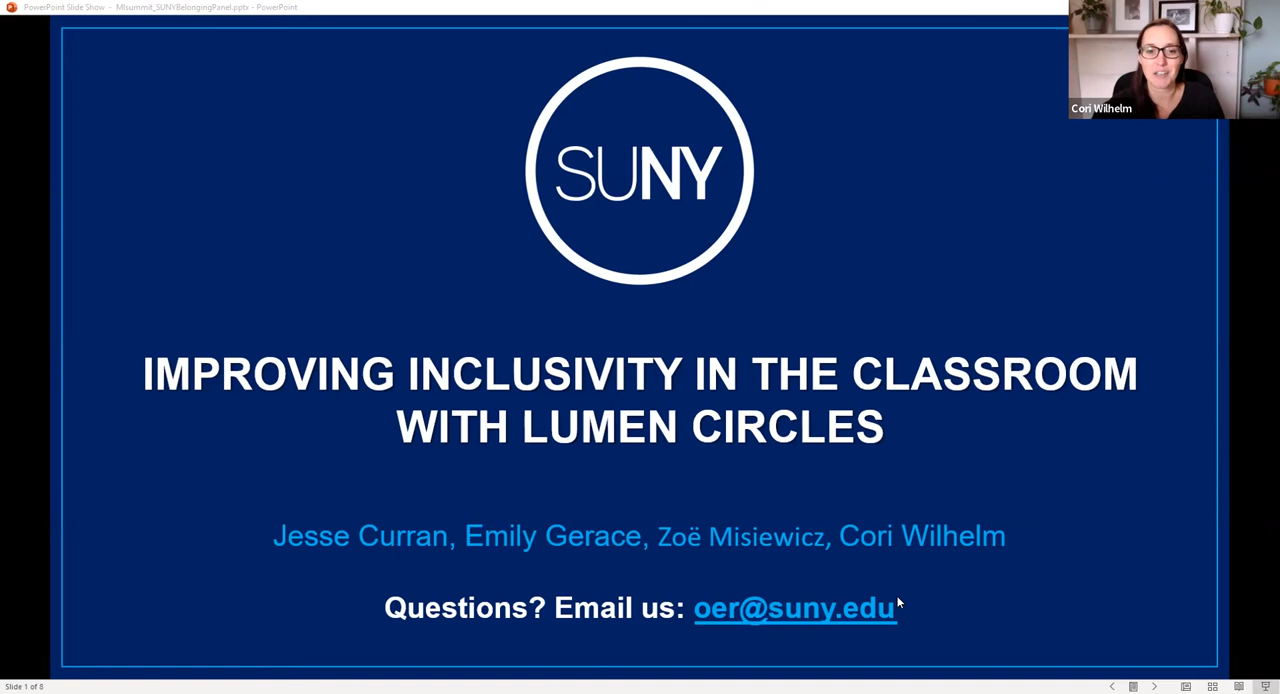 PowerPoint Slide Show - MIsummit_SUNYBelongingPanel.pptx - PowerPoint
Cori Wilhelm
SUNY
IMPROVING INCLUSIVITY IN THE CLASSROOM
WITH LUMEN CIRCLES
Jesse Curran, Emily Gerace, Zoë Misiewicz, Cori Wilhelm
Questions? Email us: oer@suny.edu
Slide 1 of 8